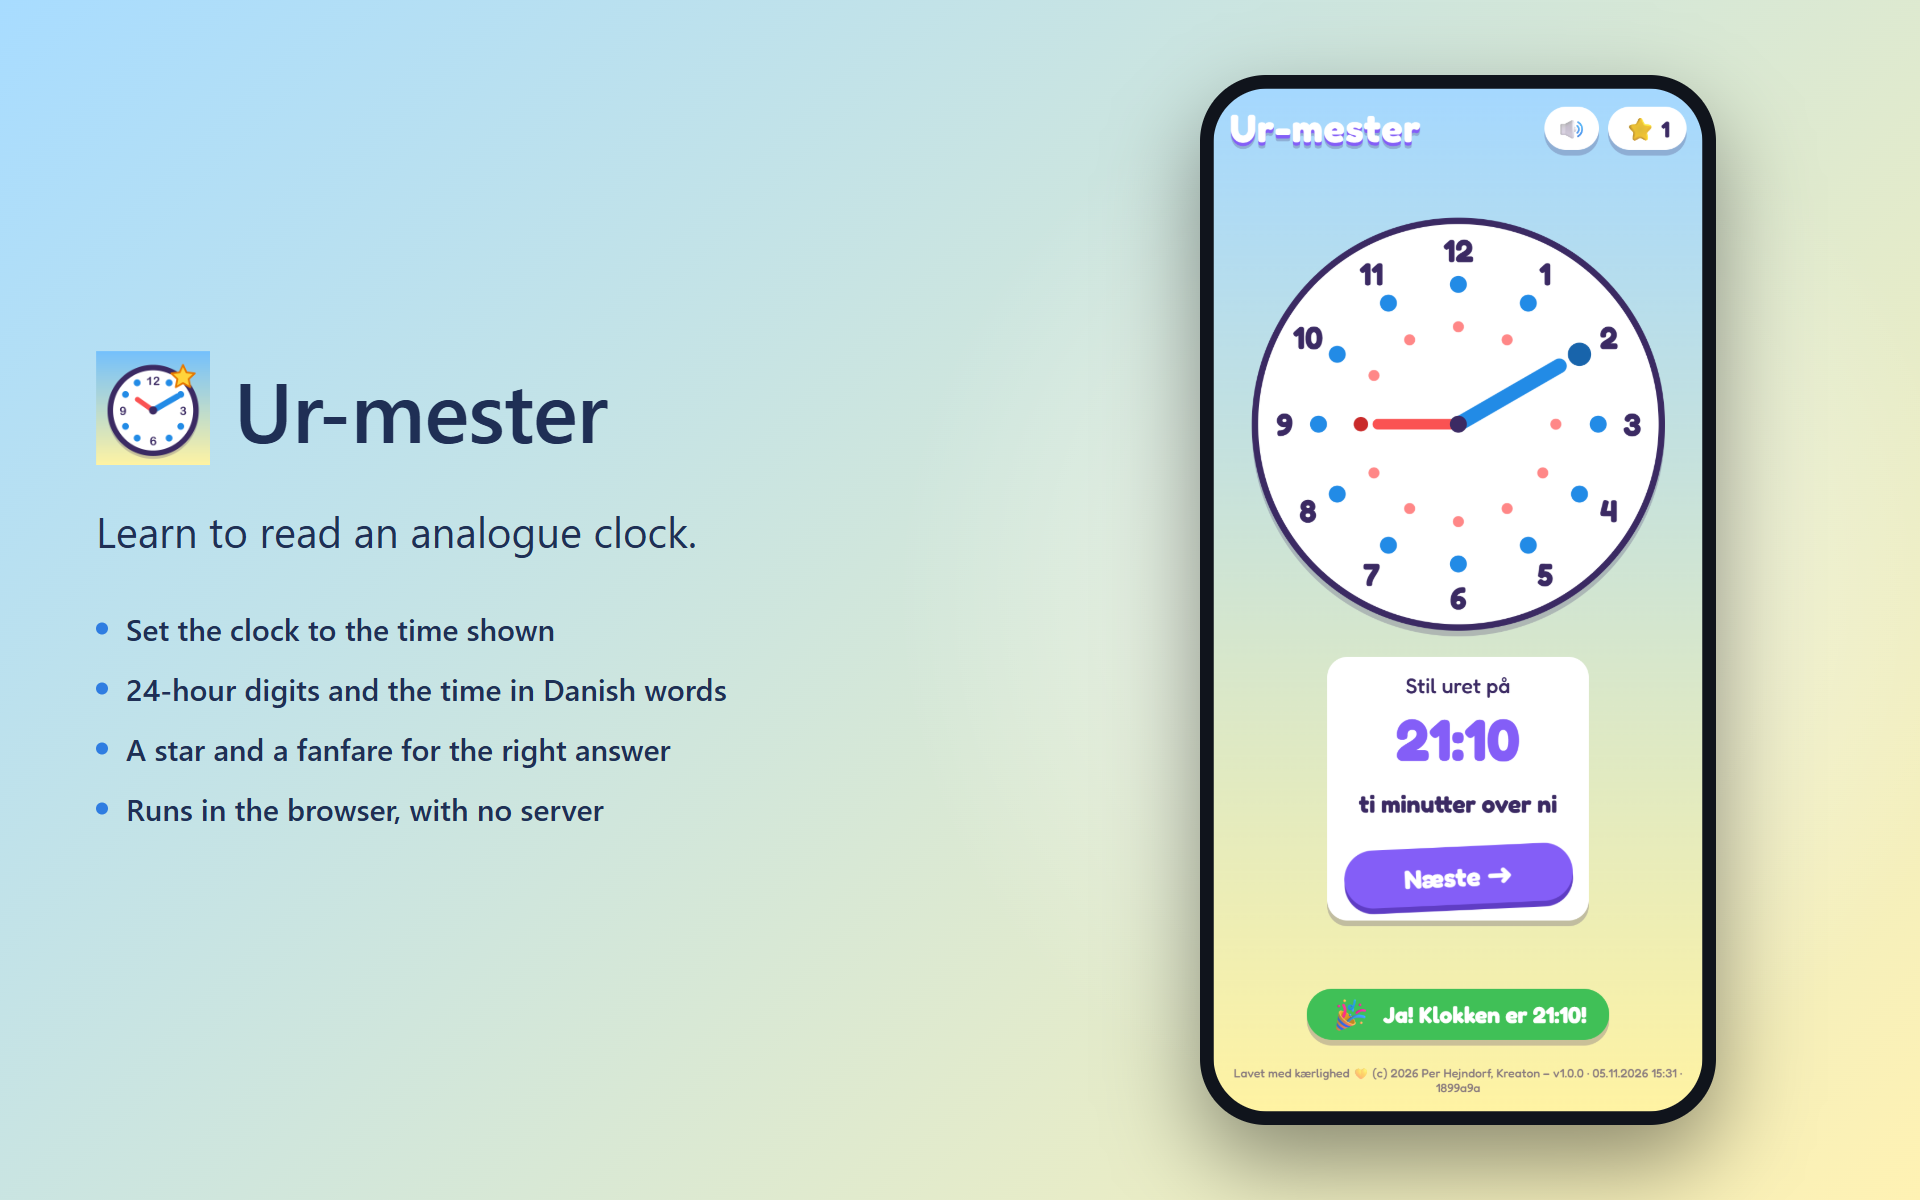 12
9
3
6
Ur-mester
Learn to read an analogue clock.
Set the clock to the time shown
24-hour digits and the time in Danish words
A star and a fanfare for the right answer
Runs in the browser, with no server
Ur-mester
1
12
11
1
10
2
9
3
8
4
7
5
6
Stil uret på
21:10
ti minutter over ni
Næste →
Ja! Klokken er 21:10!
Lavet med kærlighed 💛 (c) 2026 Per Hejndorf, Kreaton – v1.0.0 · 05.11.2026 15:31 ·
1899a9a